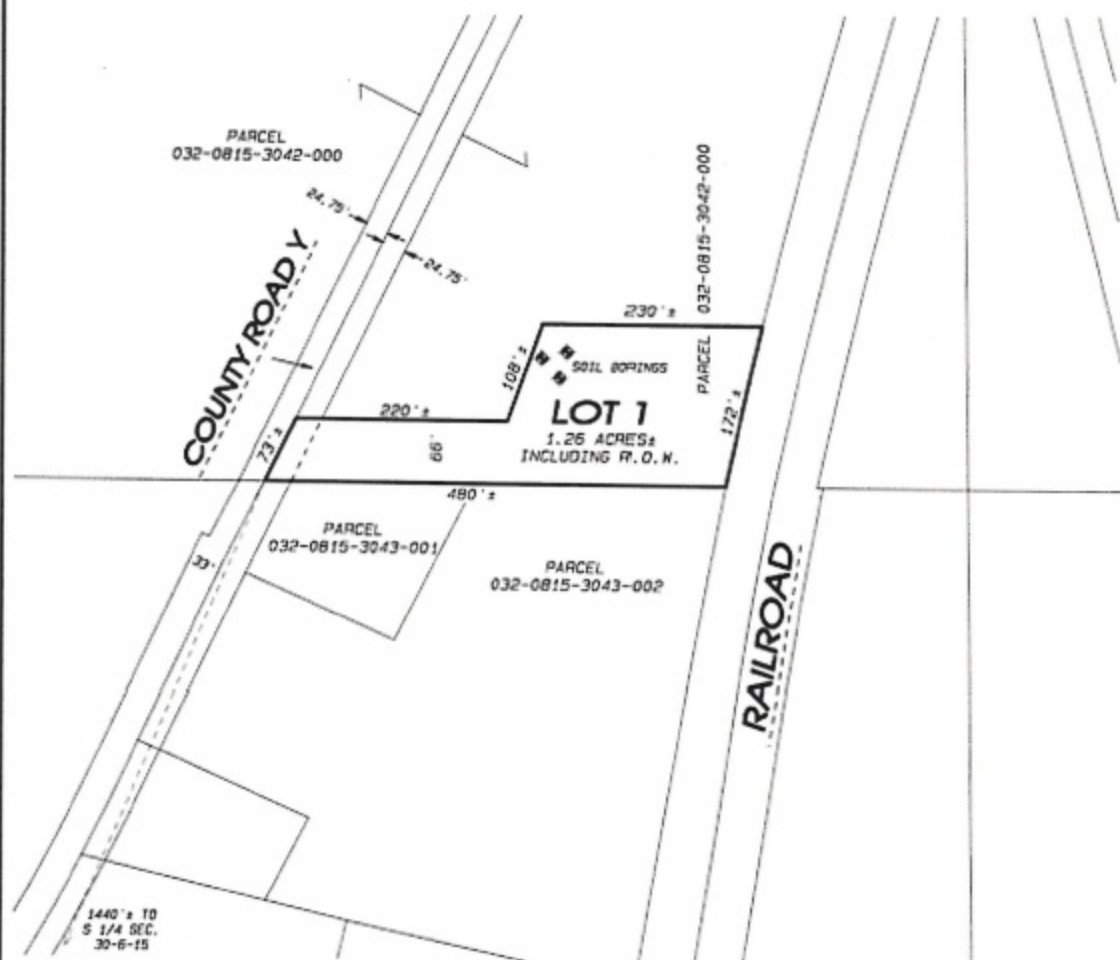 PARCEL
032-0815-3042-000
24.75'
24.75'
COUNTY ROAD Y
PARCEL 032-0815-3042-000
230'±
108'±
SOIL BORINGS
LOT 1
1.26 ACRES±
INCLUDING R.O.W.
172'±
220'±
73'±
66'
480'±
PARCEL
032-0815-3043-001
33'
PARCEL
032-0815-3043-002
RAILROAD
1440'± TO
S 1/4 SEC.
30-6-15